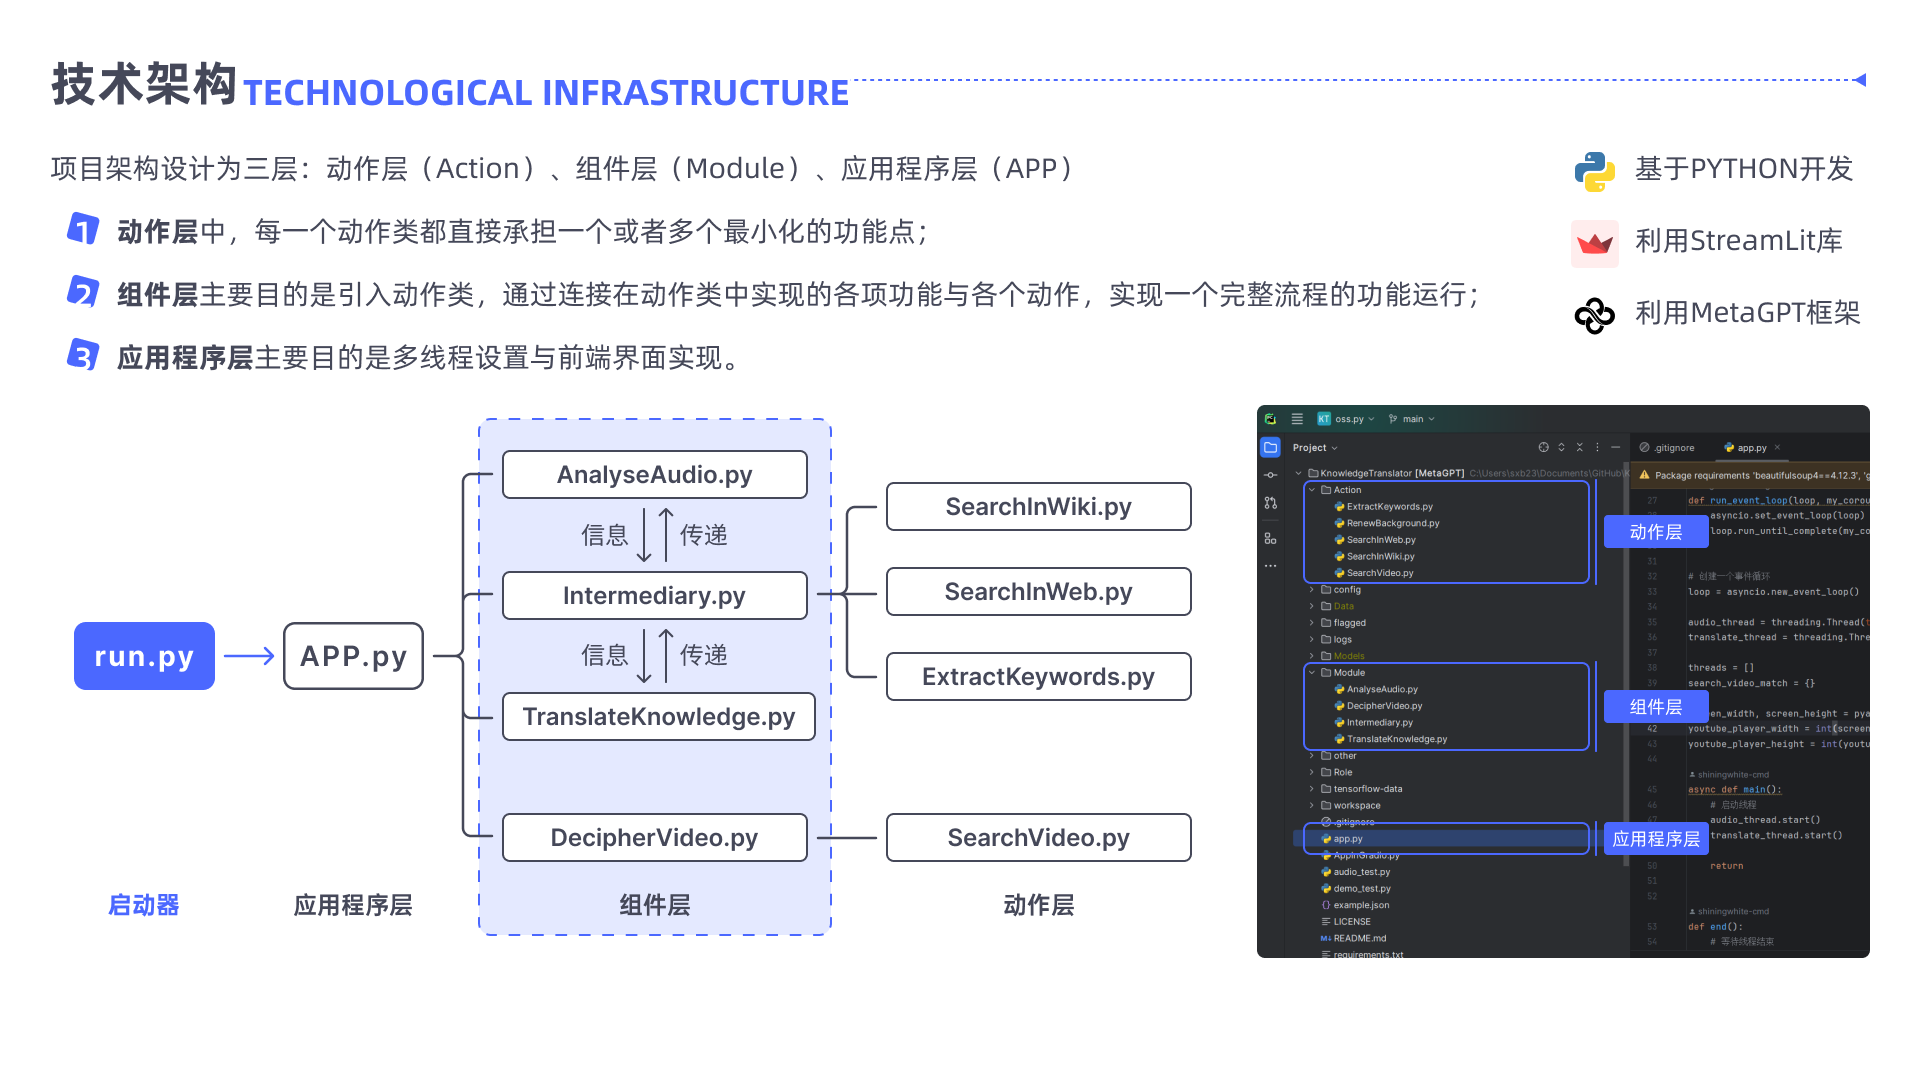 技术架构 TECHNOLOGICAL INFRASTRUCTURE
项目架构设计为三层：动作层（Action）、组件层（Module）、应用程序层（APP）
1 动作层中，每一个动作类都直接承担一个或者多个最小化的功能点；
2 组件层主要目的是引入动作类，通过连接在动作类中实现的各项功能与各个动作，实现一个完整流程的功能运行；
3 应用程序层主要目的是多线程设置与前端界面实现。
基于PYTHON开发
利用StreamLit库
利用MetaGPT框架
run.py
APP.py
AnalyseAudio.py
信息 传递
Intermediary.py
信息 传递
TranslateKnowledge.py
DecipherVideo.py
SearchInWiki.py
SearchInWeb.py
ExtractKeywords.py
SearchVideo.py
启动器
应用程序层
组件层
动作层
KT oss.py main
Project
KnowledgeTranslator [MetaGPT] C:\Users\sxb23\Documents\GitHub\K
Action
ExtractKeywords.py
RenewBackground.py
SearchInWeb.py
SearchInWiki.py
SearchVideo.py
config
Data
flagged
logs
Models
Module
AnalyseAudio.py
DecipherVideo.py
Intermediary.py
TranslateKnowledge.py
other
Role
tensorflow-data
workspace
.gitignore
app.py
AppInGradio.py
audio_test.py
demo_test.py
{} example.json
LICENSE
M↓ README.md
requirements.txt
动作层
组件层
应用程序层
.gitignore app.py
Package requirements 'beautifulsoup4==4.12.3', 'g
27 def run_event_loop(loop, my_corou
asyncio.set_event_loop(loop)
loop.run_until_complete(my_co
31
32 # 创建一个事件循环
33 loop = asyncio.new_event_loop()
34
35 audio_thread = threading.Thread(t
36 translate_thread = threading.Thre
37
38 threads = []
39 search_video_match = {}
en_width, screen_height = pya
42 youtube_player_width = int(screen
43 youtube_player_height = int(youtu
44
shiningwhite-cmd
45 async def main():
46 # 启动线程
47 audio_thread.start()
translate_thread.start()
50 return
51
52
shiningwhite-cmd
53 def end():
54 # 等待线程结束